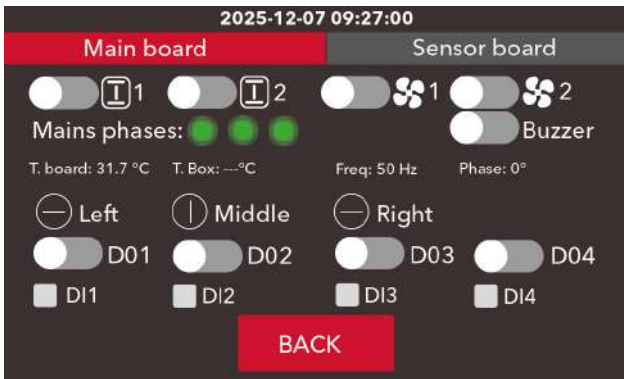 2025-12-07 09:27:00
Main board Sensor board
1 2 1 2
Mains phases: Buzzer
T. board: 31.7 °C T. Box: ---°C Freq: 50 Hz Phase: 0°
Left Middle Right
D01 D02 D03 D04
DI1 DI2 DI3 DI4
BACK